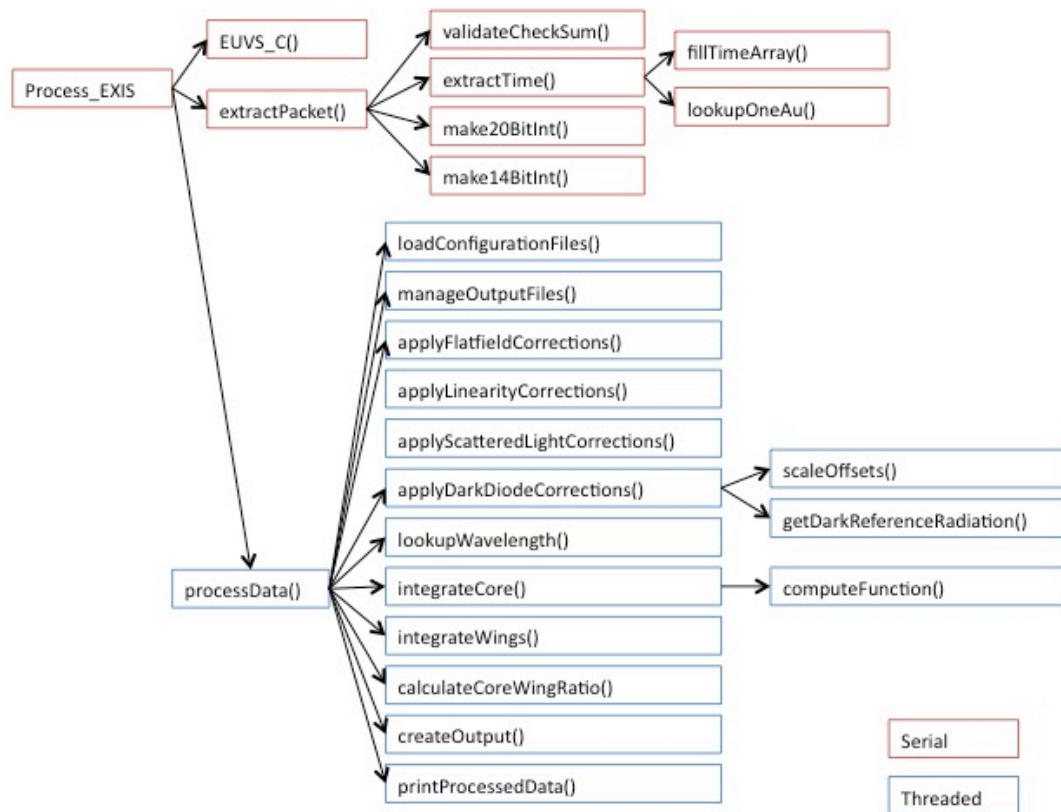 Process_EXIS
EUVS_C()
extractPacket()
validateCheckSum()
extractTime()
make20BitInt()
make14BitInt()
fillTimeArray()
lookupOneAu()
processData()
loadConfigurationFiles()
manageOutputFiles()
applyFlatfieldCorrections()
applyLinearityCorrections()
applyScatteredLightCorrections()
applyDarkDiodeCorrections()
scaleOffsets()
getDarkReferenceRadiation()
lookupWavelength()
integrateCore()
computeFunction()
integrateWings()
calculateCoreWingRatio()
createOutput()
printProcessedData()
Serial
Threaded